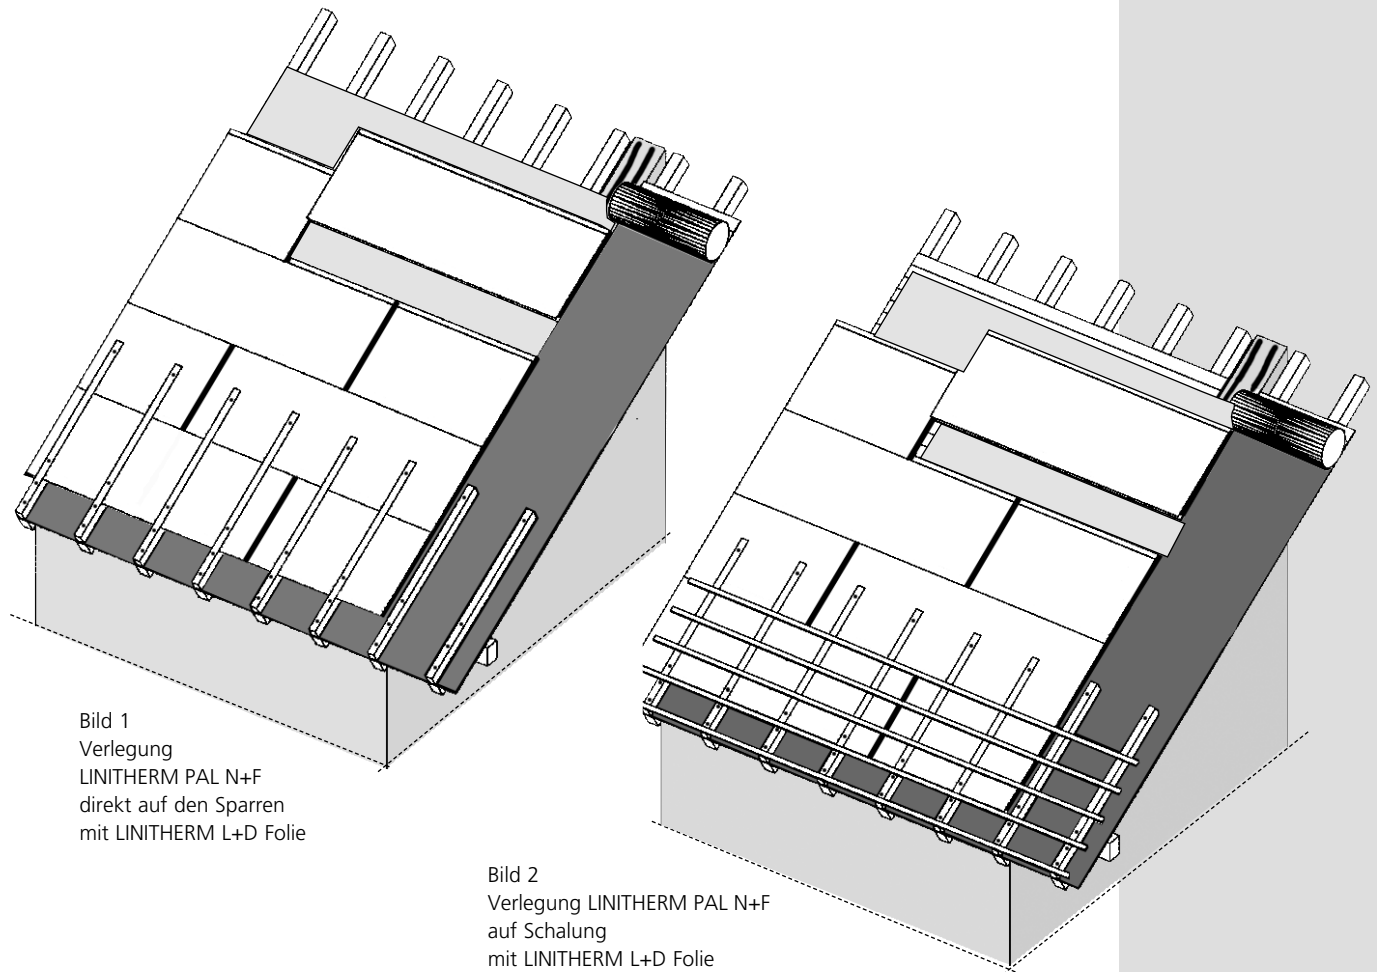 Bild 1
Verlegung
LINITHERM PAL N+F
direkt auf den Sparren
mit LINITHERM L+D Folie
Bild 2
Verlegung LINITHERM PAL N+F
auf Schalung
mit LINITHERM L+D Folie